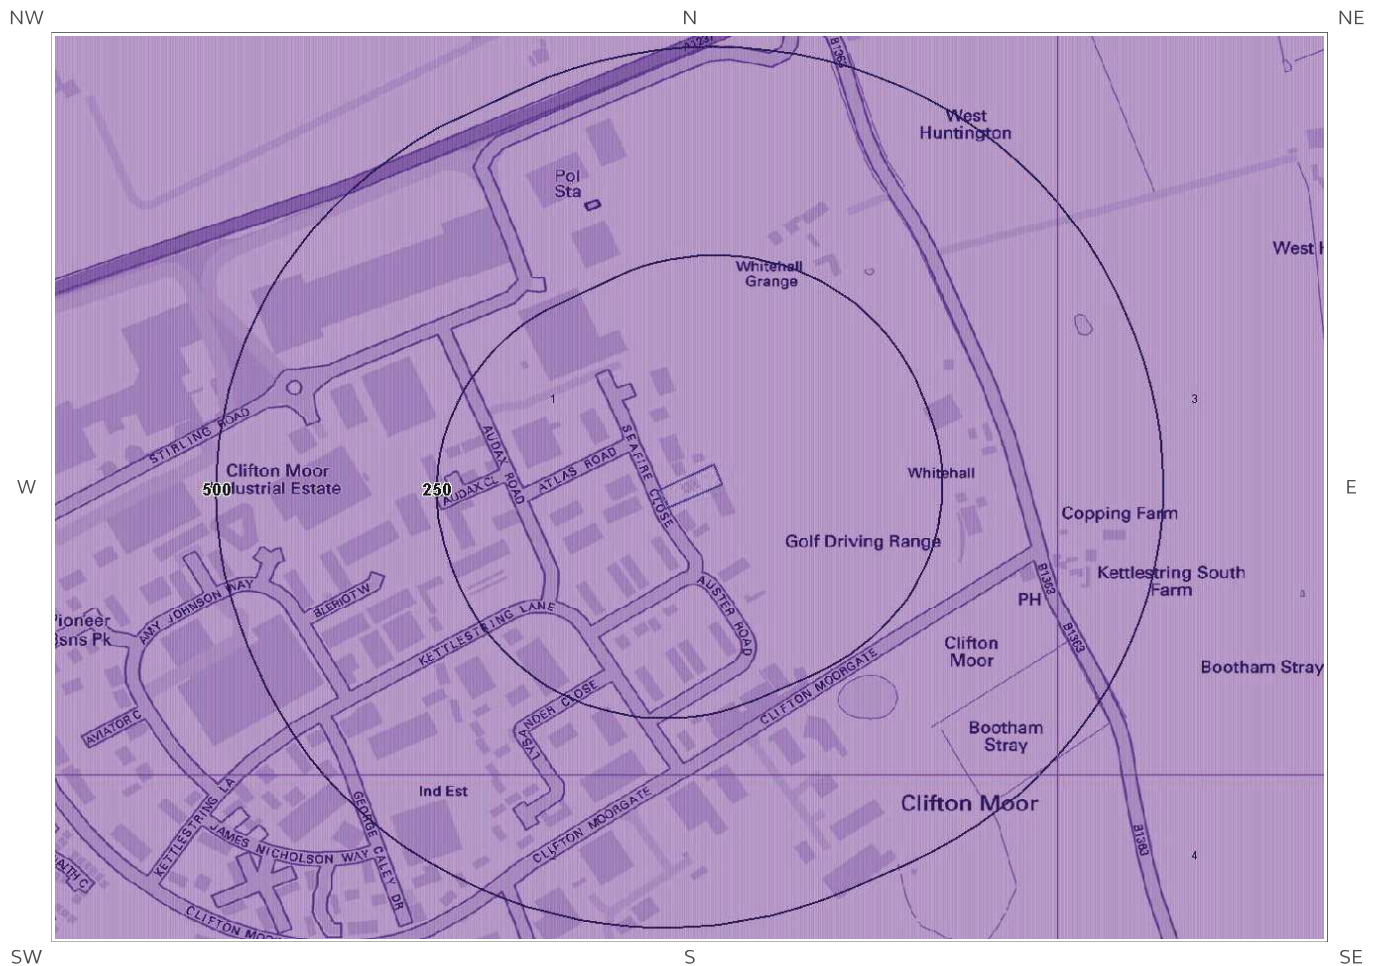 NW
N
NE
A1237
B1363
West
Huntington
Pol
Sta
West H
Whitehall
Grange
1
3
STIRLING ROAD
AUDAX ROAD
SEAFIRE CLOSE
ATLAS ROAD
Clifton Moor
Industrial Estate
500
250
AUDAX CL
Whitehall
W
E
Copping Farm
Golf Driving Range
Kettlestring South
Farm
B1363
PH
AMY JOHNSON WAY
BLERIOT W
KETTLESTRING LANE
AUSTER ROAD
Pioneer
Bsns Pk
B1363
Clifton
Moor
Bootham Stray
CLIFTON MOORGATE
LYSANDER CLOSE
AVIATOR C
Bootham
Stray
Ind Est
Clifton Moor
KETTLESTRING LA
GEORGE CALEY DR
CLIFTON MOORGATE
JAMES NICHOLSON WAY
B1363
4
EALTH C
CLIFTON MOO
SW
S
SE